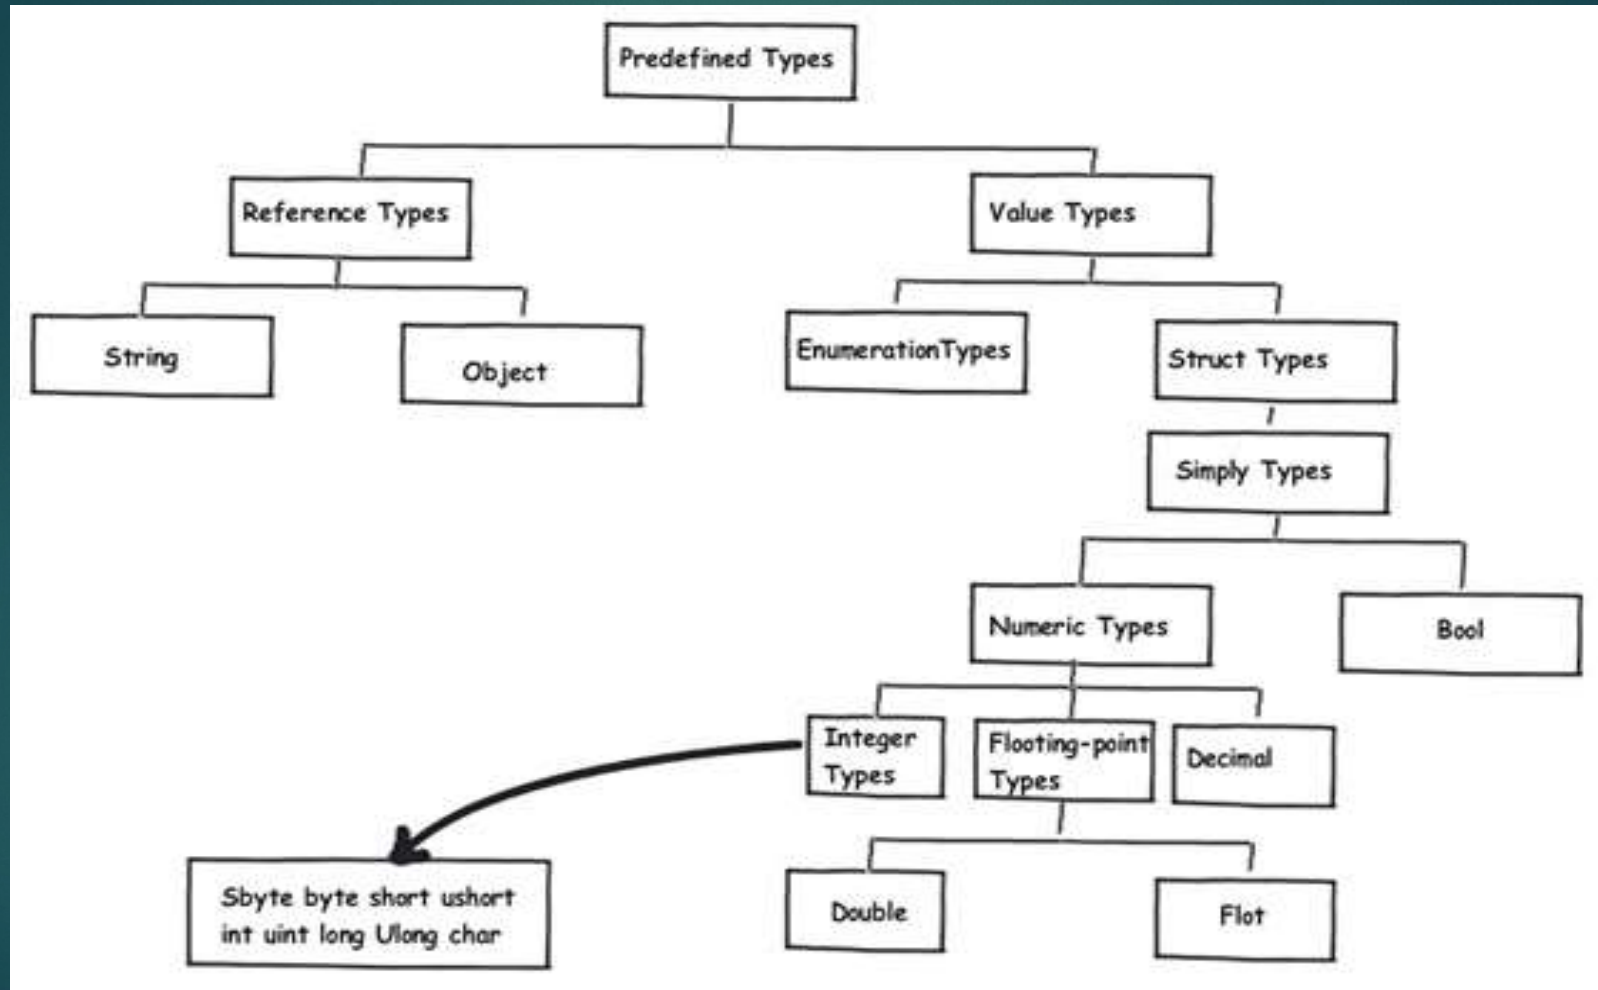 Predefined Types
Reference Types
Value Types
String
Object
EnumerationTypes
Struct Types
Simply Types
Numeric Types
Bool
Integer
Types
Flooting-point
Types
Decimal
Sbyte byte short ushort
int uint long Ulong char
Double
Flot